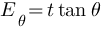 E_θ = t tan θ